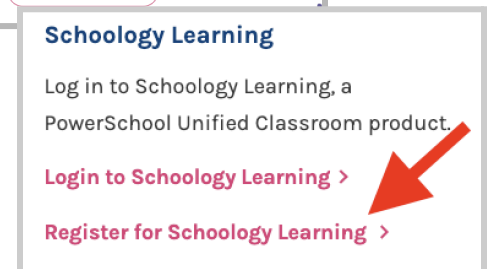 Schoology Learning
Log in to Schoology Learning, a
PowerSchool Unified Classroom product.
Login to Schoology Learning >
Register for Schoology Learning >